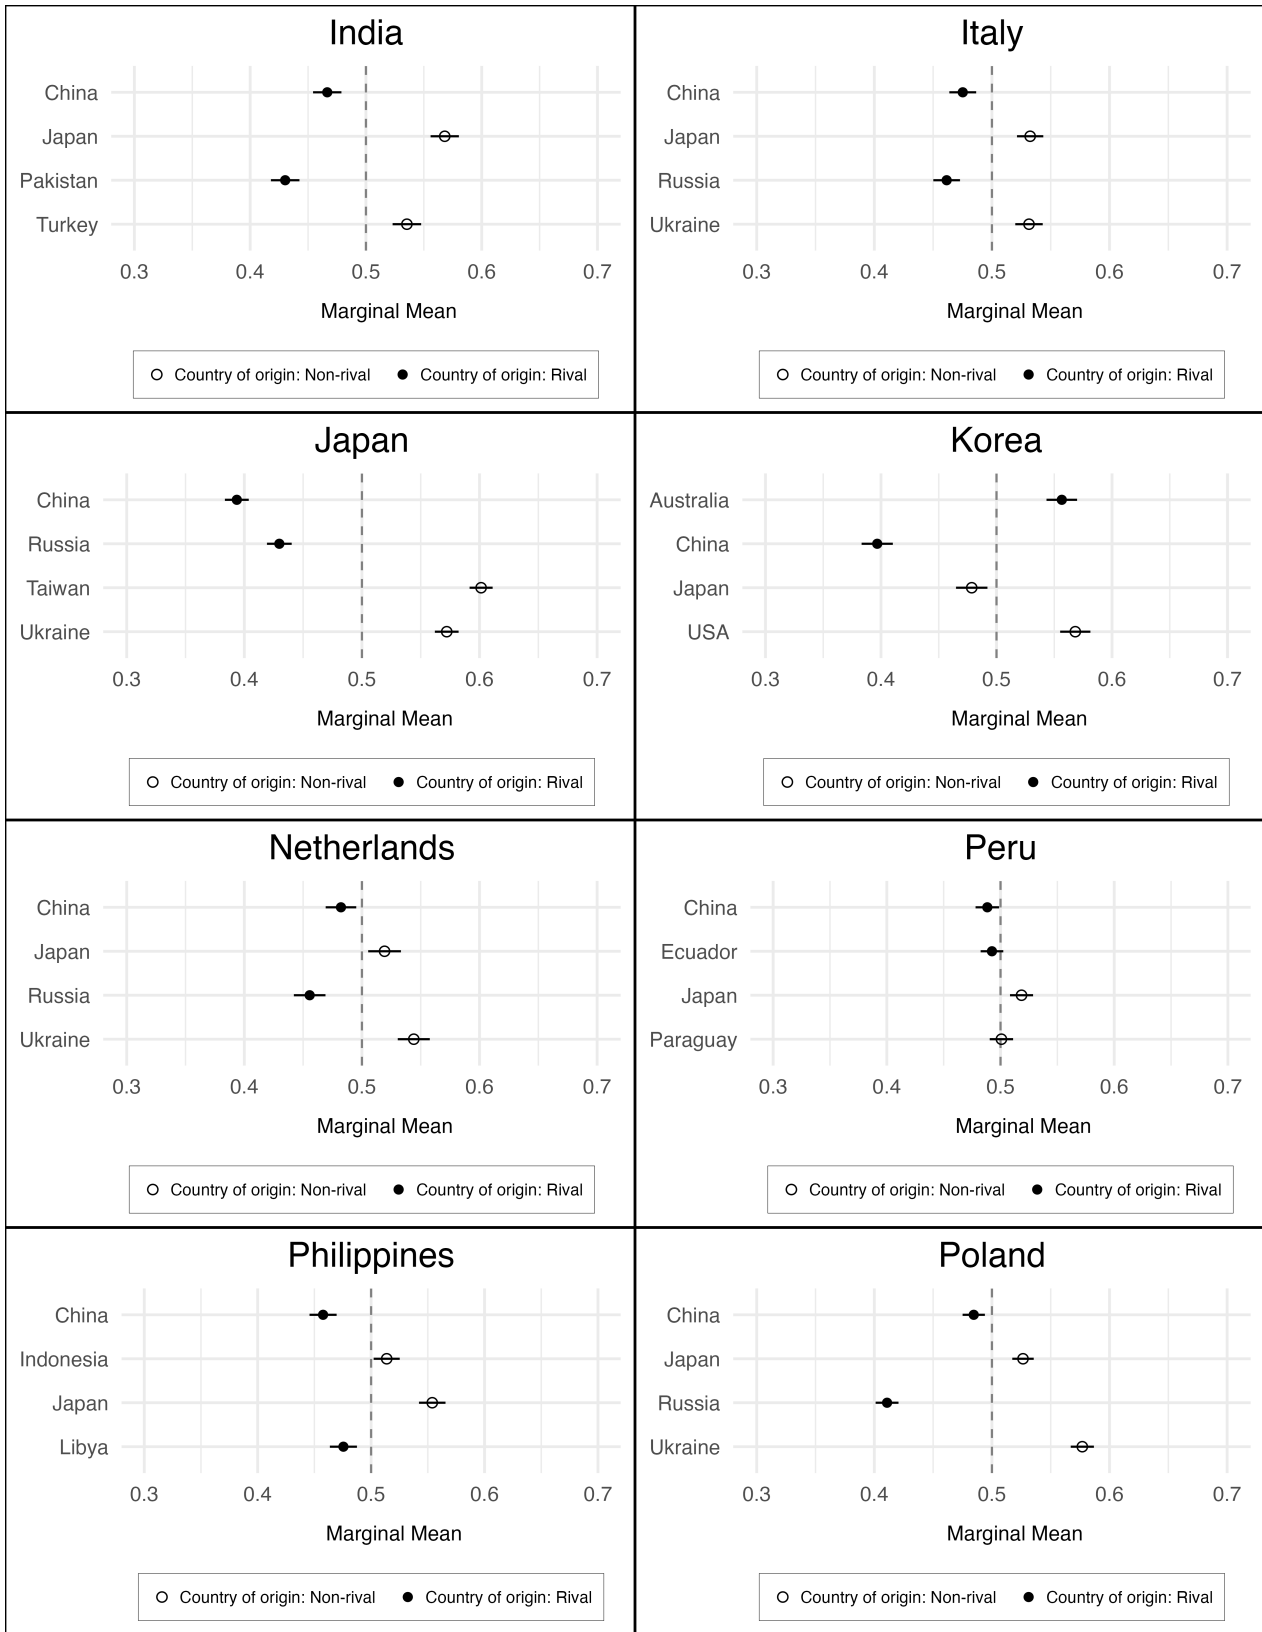 India
China
Japan
Pakistan
Turkey
0.3 0.4 0.5 0.6 0.7
Marginal Mean
Country of origin: Non-rival Country of origin: Rival
Italy
China
Japan
Russia
Ukraine
0.3 0.4 0.5 0.6 0.7
Marginal Mean
Country of origin: Non-rival Country of origin: Rival
Japan
China
Russia
Taiwan
Ukraine
0.3 0.4 0.5 0.6 0.7
Marginal Mean
Country of origin: Non-rival Country of origin: Rival
Korea
Australia
China
Japan
USA
0.3 0.4 0.5 0.6 0.7
Marginal Mean
Country of origin: Non-rival Country of origin: Rival
Netherlands
China
Japan
Russia
Ukraine
0.3 0.4 0.5 0.6 0.7
Marginal Mean
Country of origin: Non-rival Country of origin: Rival
Peru
China
Ecuador
Japan
Paraguay
0.3 0.4 0.5 0.6 0.7
Marginal Mean
Country of origin: Non-rival Country of origin: Rival
Philippines
China
Indonesia
Japan
Libya
0.3 0.4 0.5 0.6 0.7
Marginal Mean
Country of origin: Non-rival Country of origin: Rival
Poland
China
Japan
Russia
Ukraine
0.3 0.4 0.5 0.6 0.7
Marginal Mean
Country of origin: Non-rival Country of origin: Rival